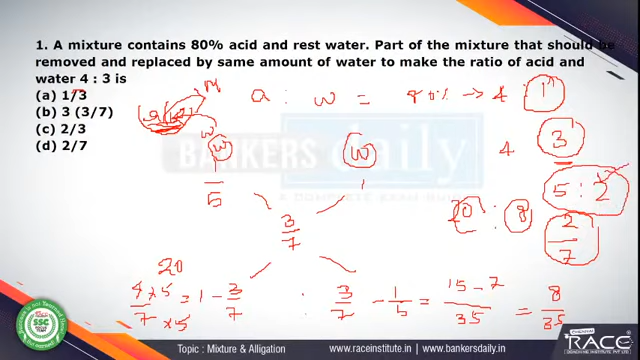 1. A mixture contains 80% acid and rest water. Part of the mixture that should be
removed and replaced by same amount of water to make the ratio of acid and
water 4 : 3 is
(a) 1/3
(b) 3 (3/7)
(c) 2/3
(d) 2/7
a : w = 80% → 4 : 1
4 3
w w
5 : 2
1/5
20 : 8
3/7
2/7
20
4×5/7×5 = 1 - 3/7 : 3/7 - 1/5 = 15-7/35 = 8/35
BANKERS daily
SSC
Topic : Mixture & Alligation
www.raceinstitute.in | www.bankersdaily.in
CHENNAI
RACE